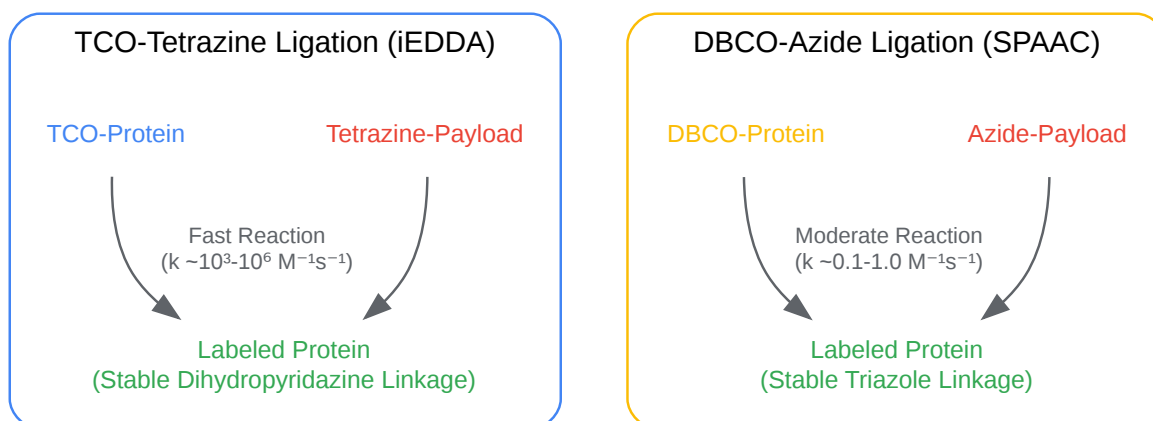 TCO-Tetrazine Ligation (iEDDA)
TCO-Protein
Tetrazine-Payload
Fast Reaction
(k ~10³-10⁶ M⁻¹s⁻¹)
Labeled Protein
(Stable Dihydropyridazine Linkage)
DBCO-Azide Ligation (SPAAC)
DBCO-Protein
Azide-Payload
Moderate Reaction
(k ~0.1-1.0 M⁻¹s⁻¹)
Labeled Protein
(Stable Triazole Linkage)